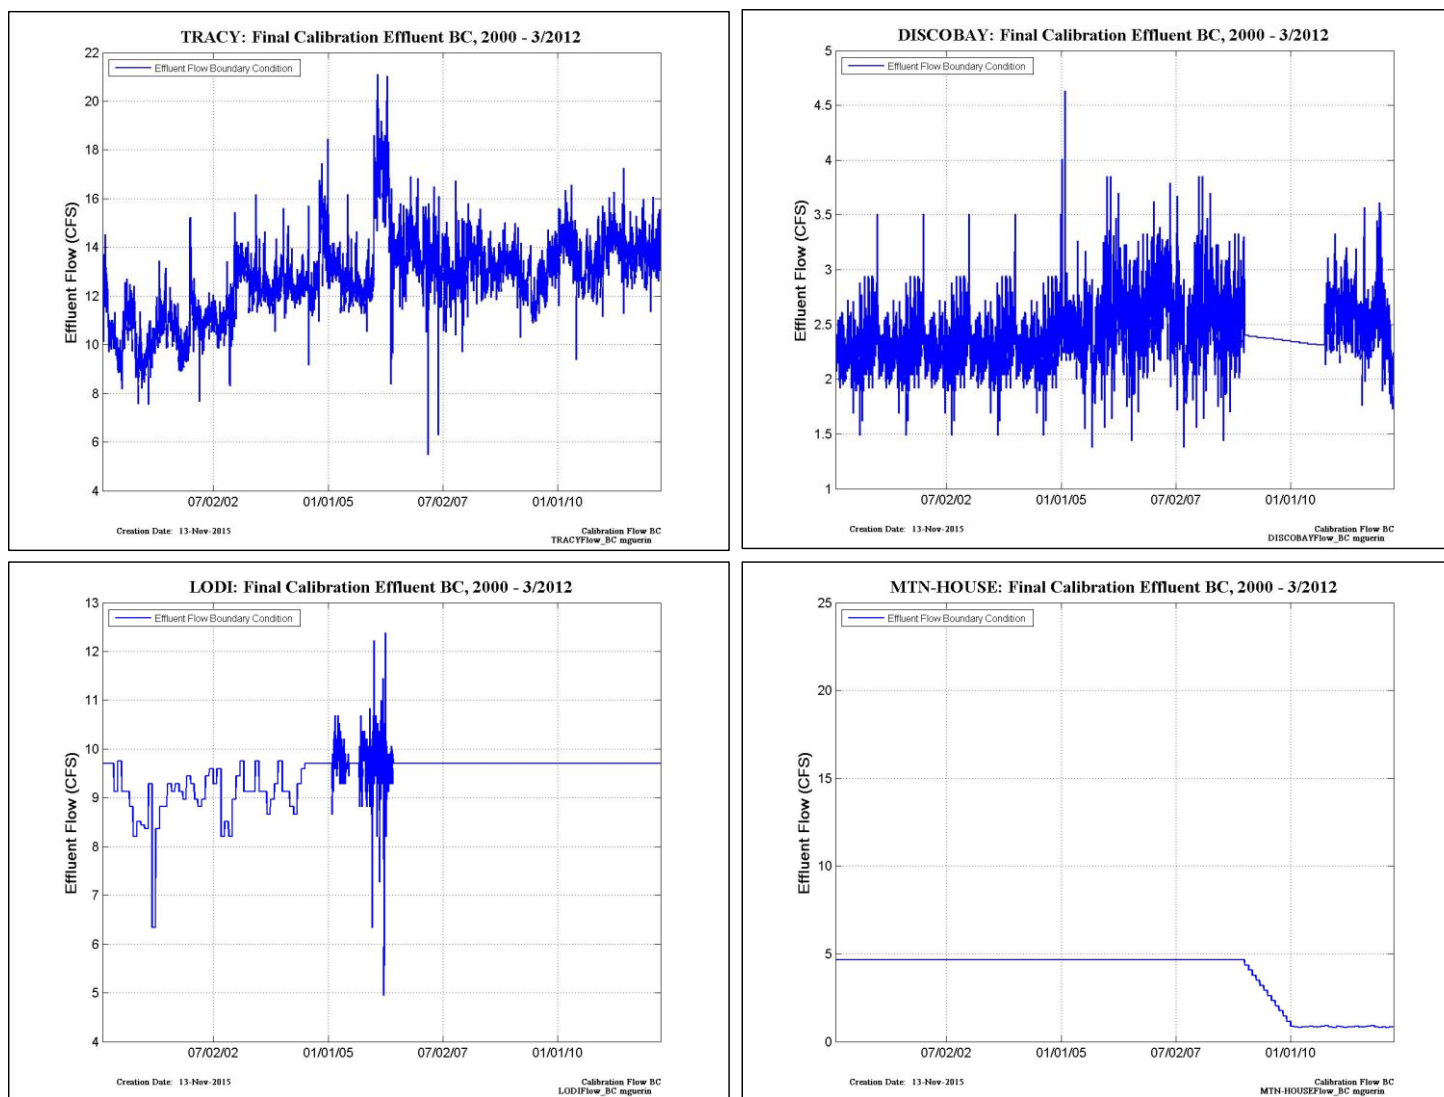 TRACY: Final Calibration Effluent BC, 2000 - 3/2012
Effluent Flow Boundary Condition
Effluent Flow (CFS)
22
20
18
16
14
12
10
8
6
4
07/02/02 01/01/05 07/02/07 01/01/10
Creation Date: 13-Nov-2015
Calibration Flow BC
TRACYFlow_BC mguerin
DISCOBAY: Final Calibration Effluent BC, 2000 - 3/2012
Effluent Flow Boundary Condition
Effluent Flow (CFS)
5
4.5
4
3.5
3
2.5
2
1.5
1
07/02/02 01/01/05 07/02/07 01/01/10
Creation Date: 13-Nov-2015
Calibration Flow BC
DISCOBAYFlow_BC mguerin
LODI: Final Calibration Effluent BC, 2000 - 3/2012
Effluent Flow Boundary Condition
Effluent Flow (CFS)
13
12
11
10
9
8
7
6
5
4
07/02/02 01/01/05 07/02/07 01/01/10
Creation Date: 13-Nov-2015
Calibration Flow BC
LODIFlow_BC mguerin
MTN-HOUSE: Final Calibration Effluent BC, 2000 - 3/2012
Effluent Flow Boundary Condition
Effluent Flow (CFS)
25
20
15
10
5
0
07/02/02 01/01/05 07/02/07 01/01/10
Creation Date: 13-Nov-2015
Calibration Flow BC
MTN-HOUSEFlow_BC mguerin